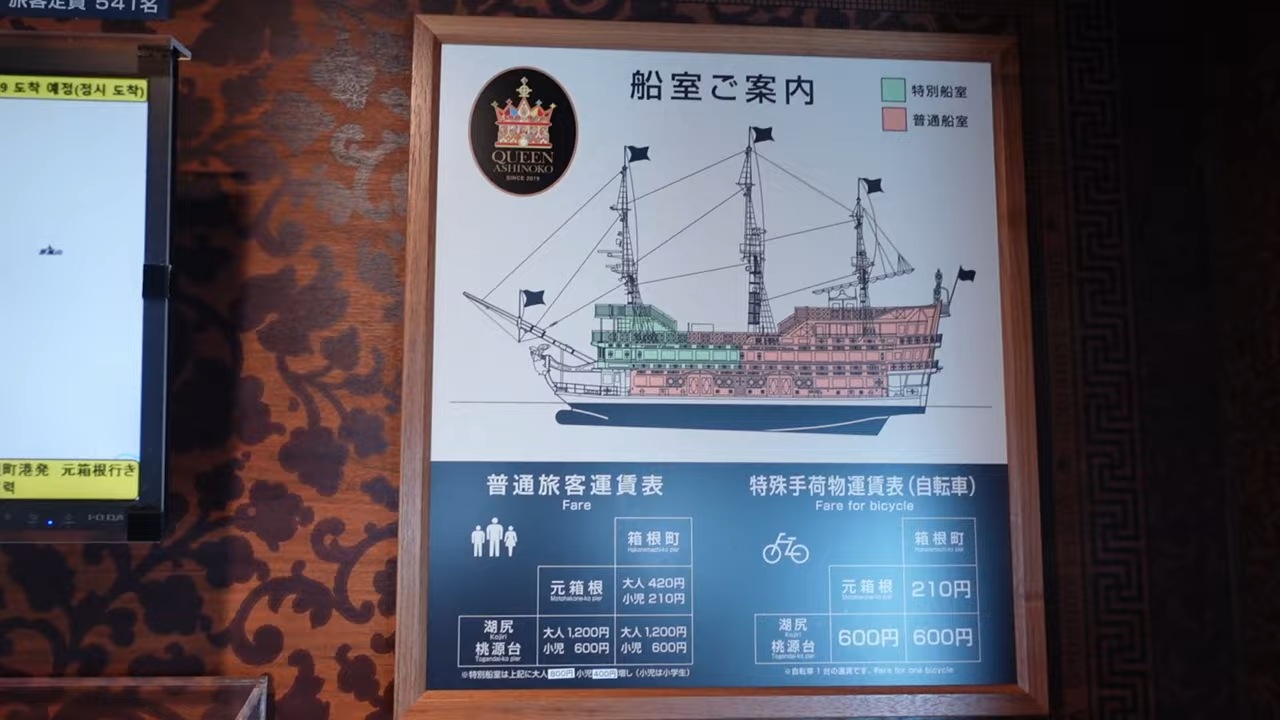 旅客定員 541名
9 도착 예정(정시 도착)
町港発 元箱根行き
력
I-O DATA
QUEEN
ASHINOKO
SINCE 2019
船室ご案内
特別船室
普通船室
普通旅客運賃表
Fare
箱根町
Hakonemachi-ko pier
元箱根
Motohakone-ko pier
大人 420円
小児 210円
湖尻
Kojiri
桃源台
Togendai-ko pier
大人 1,200円
小児 600円
大人 1,200円
小児 600円
※特別船室は上記に大人800円小児400円増し(小児は小学生)
特殊手荷物運賃表(自転車)
Fare for bicycle
箱根町
Hakonemachi-ko pier
元箱根
Motohakone-ko pier
210円
湖尻
Kojiri
桃源台
Togendai-ko pier
600円
600円
※自転車1台の運賃です。Fare for one bicycle